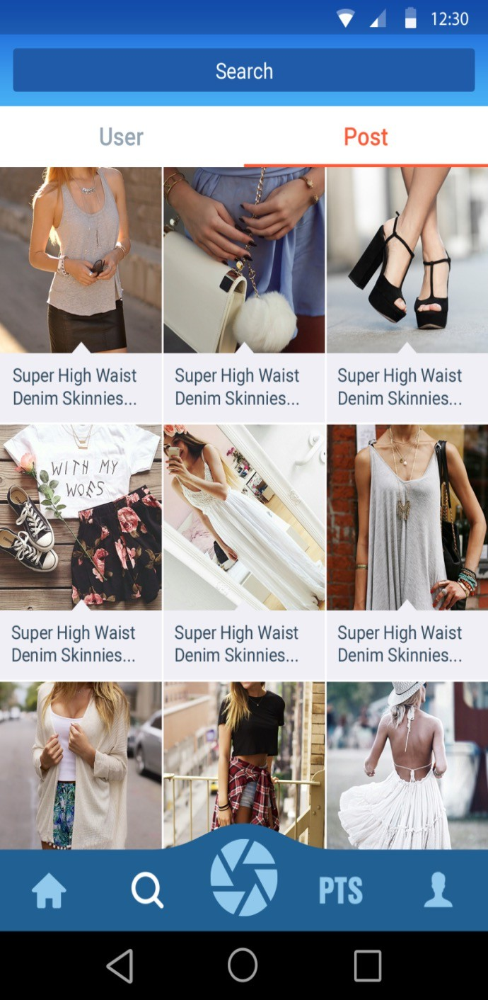 12:30
Search
User
Post
Super High Waist
Denim Skinnies...
Super High Waist
Denim Skinnies...
Super High Waist
Denim Skinnies...
WITH MY
WOES
Super High Waist
Denim Skinnies...
Super High Waist
Denim Skinnies...
Super High Waist
Denim Skinnies...
PTS